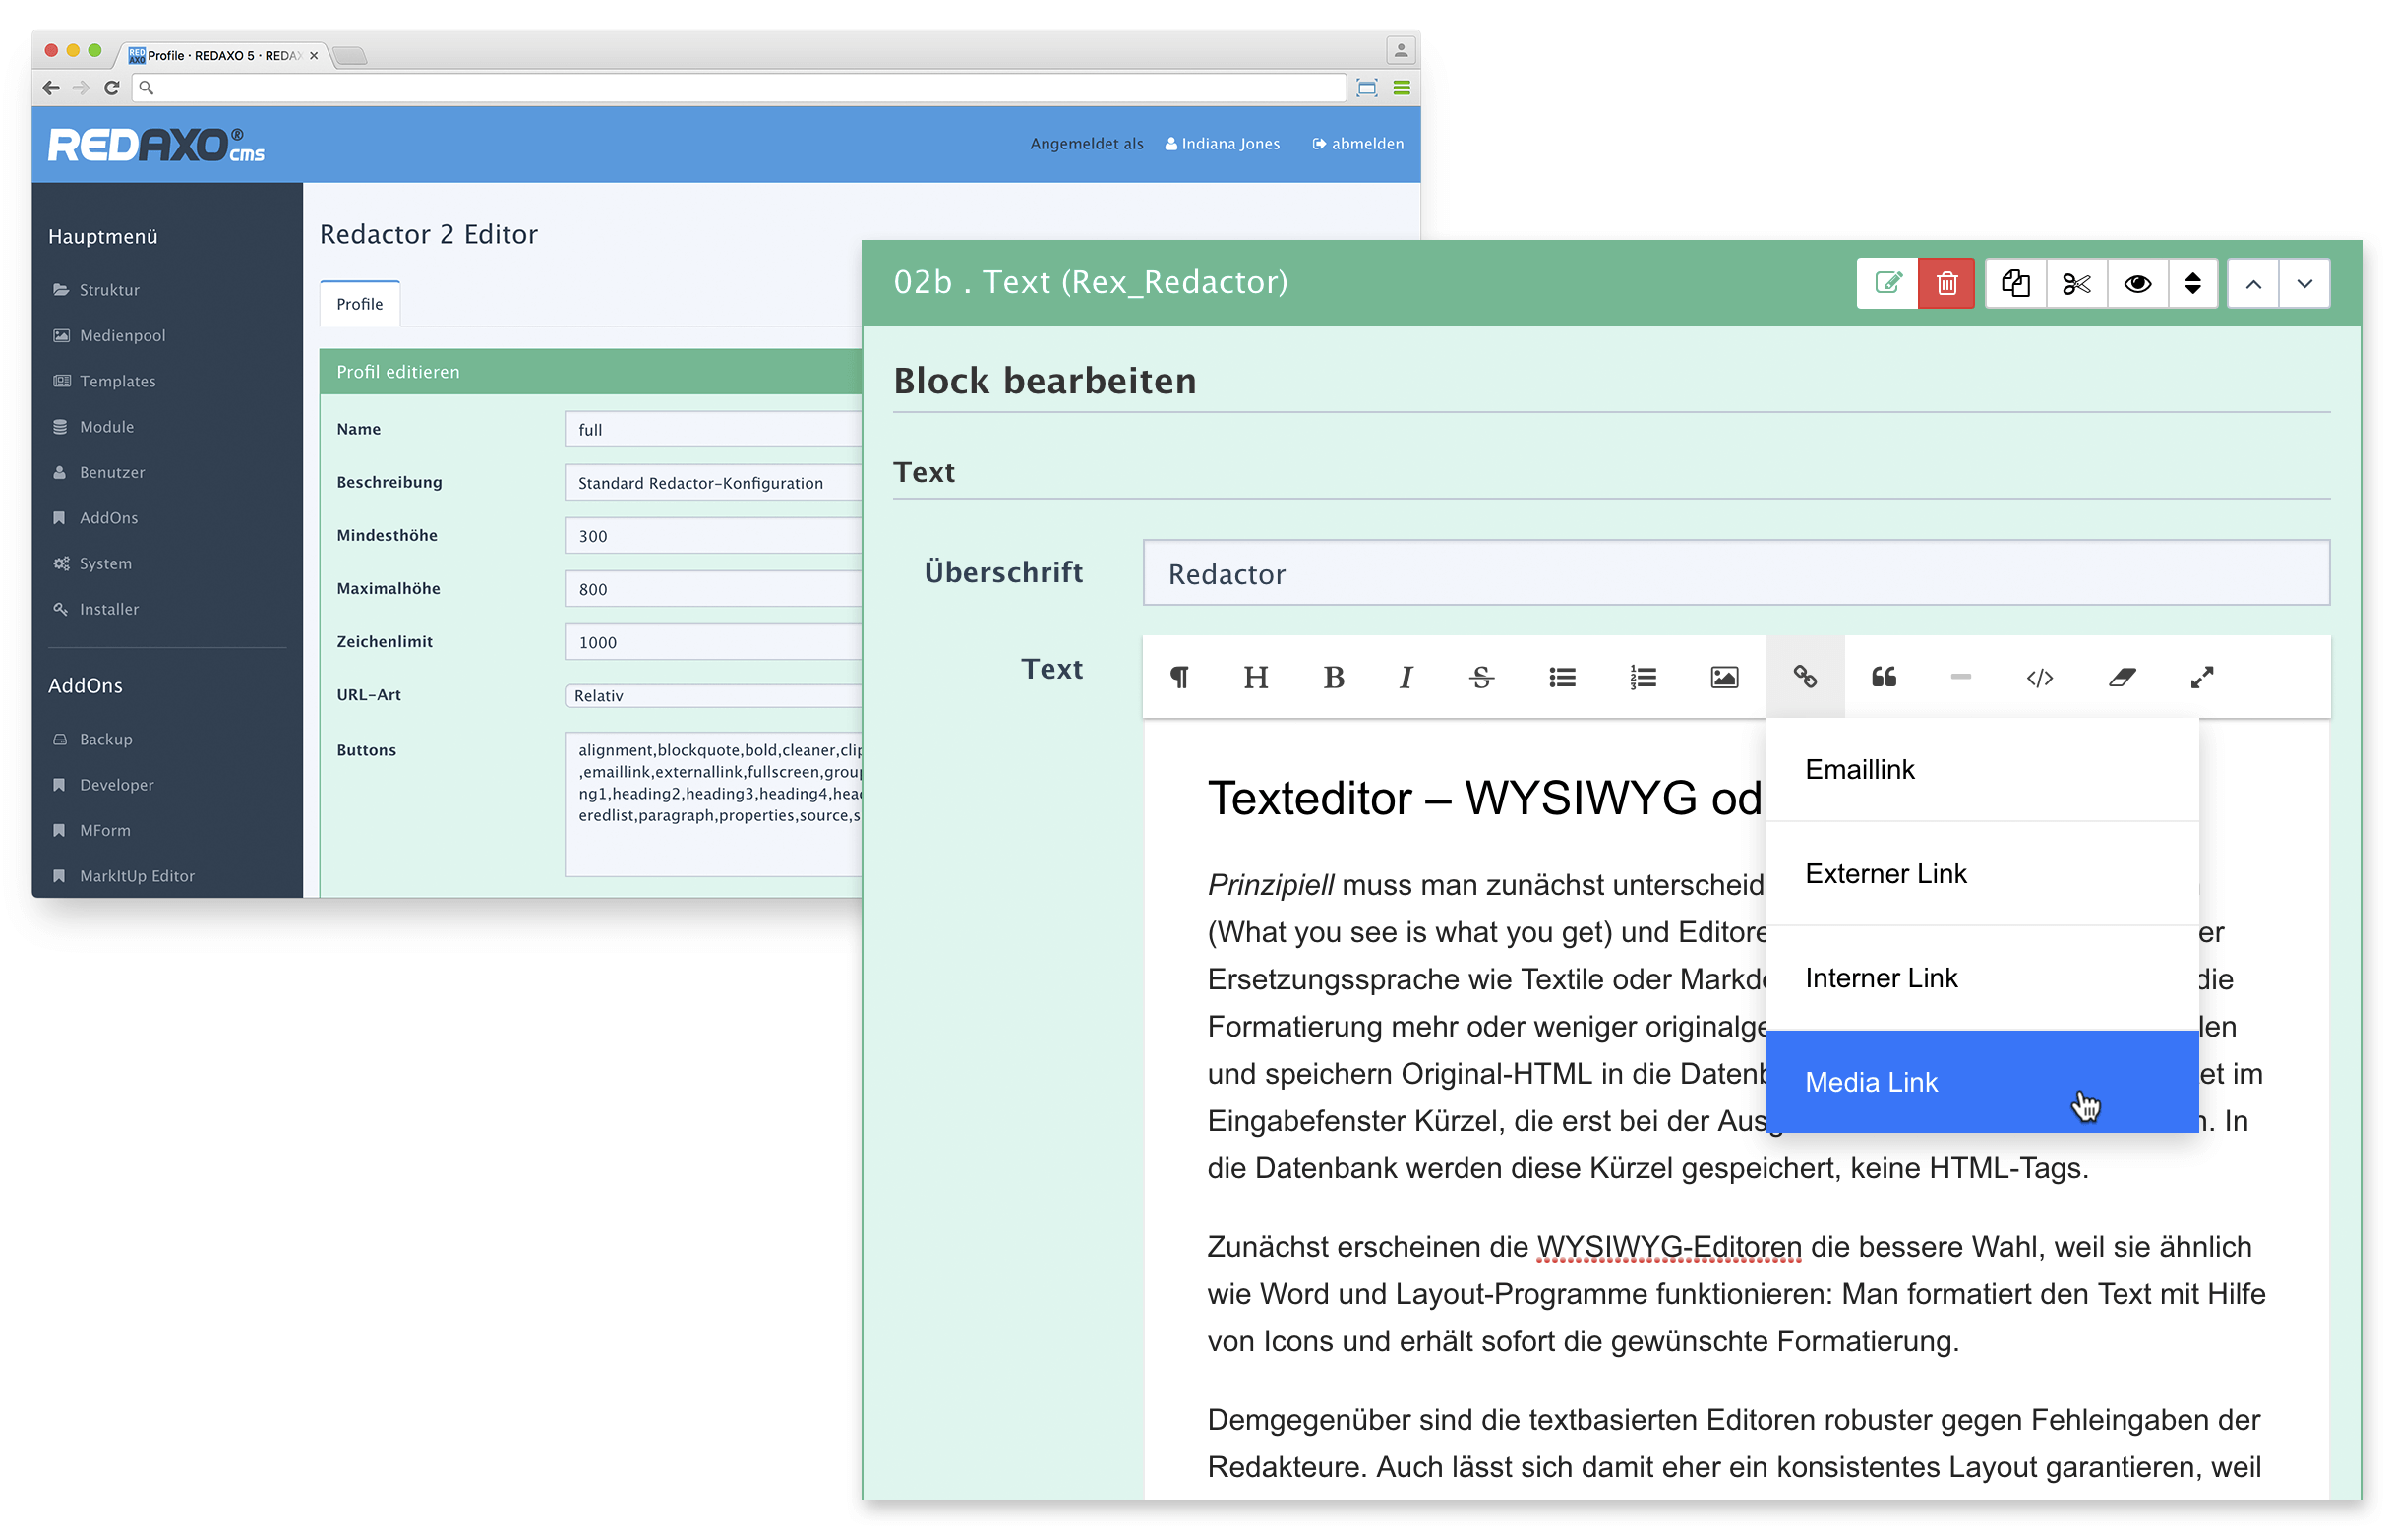 Profile · REDAXO 5 · REDAX
REDAXO® cms
Angemeldet als Indiana Jones abmelden
Hauptmenü
Struktur
Medienpool
Templates
Module
Benutzer
AddOns
System
Installer
AddOns
Backup
Developer
MForm
MarkItUp Editor
Redactor 2 Editor
Profile
Profil editieren
Name full
Beschreibung Standard Redactor-Konfiguration
Mindesthöhe 300
Maximalhöhe 800
Zeichenlimit 1000
URL-Art Relativ
Buttons alignment,blockquote,bold,cleaner,clip
,emaillink,externallink,fullscreen,grou
ng1,heading2,heading3,heading4,hea
eredlist,paragraph,properties,source,s
02b . Text (Rex_Redactor)
Block bearbeiten
Text
Überschrift Redactor
Text
Emaillink
Externer Link
Interner Link
Media Link
Texteditor – WYSIWYG od
Prinzipiell muss man zunächst unterscheid
(What you see is what you get) und Editore er
Ersetzungssprache wie Textile oder Markdo die
Formatierung mehr oder weniger originalge len
und speichern Original-HTML in die Datenb et im
Eingabefenster Kürzel, die erst bei der Ausg . In
die Datenbank werden diese Kürzel gespeichert, keine HTML-Tags.
Zunächst erscheinen die WYSIWYG-Editoren die bessere Wahl, weil sie ähnlich
wie Word und Layout-Programme funktionieren: Man formatiert den Text mit Hilfe
von Icons und erhält sofort die gewünschte Formatierung.
Demgegenüber sind die textbasierten Editoren robuster gegen Fehleingaben der
Redakteure. Auch lässt sich damit eher ein konsistentes Layout garantieren, weil